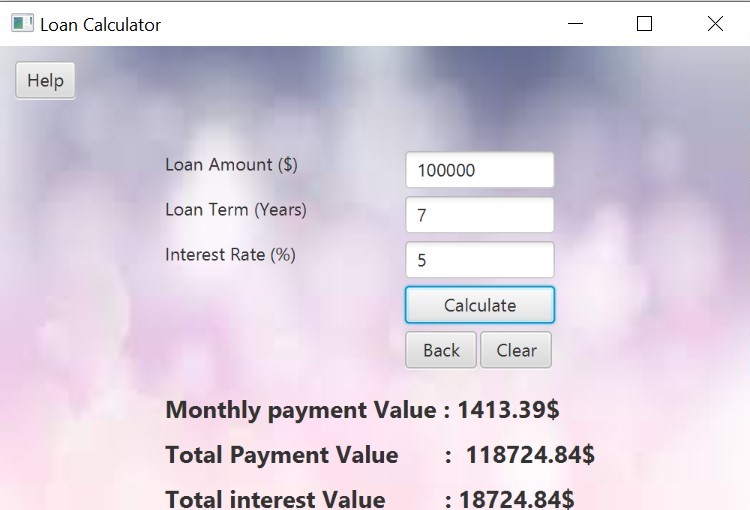 Loan Calculator
Help
Loan Amount ($) 100000
Loan Term (Years) 7
Interest Rate (%) 5
Calculate
Back Clear
Monthly payment Value : 1413.39$
Total Payment Value : 118724.84$
Total interest Value : 18724.84$